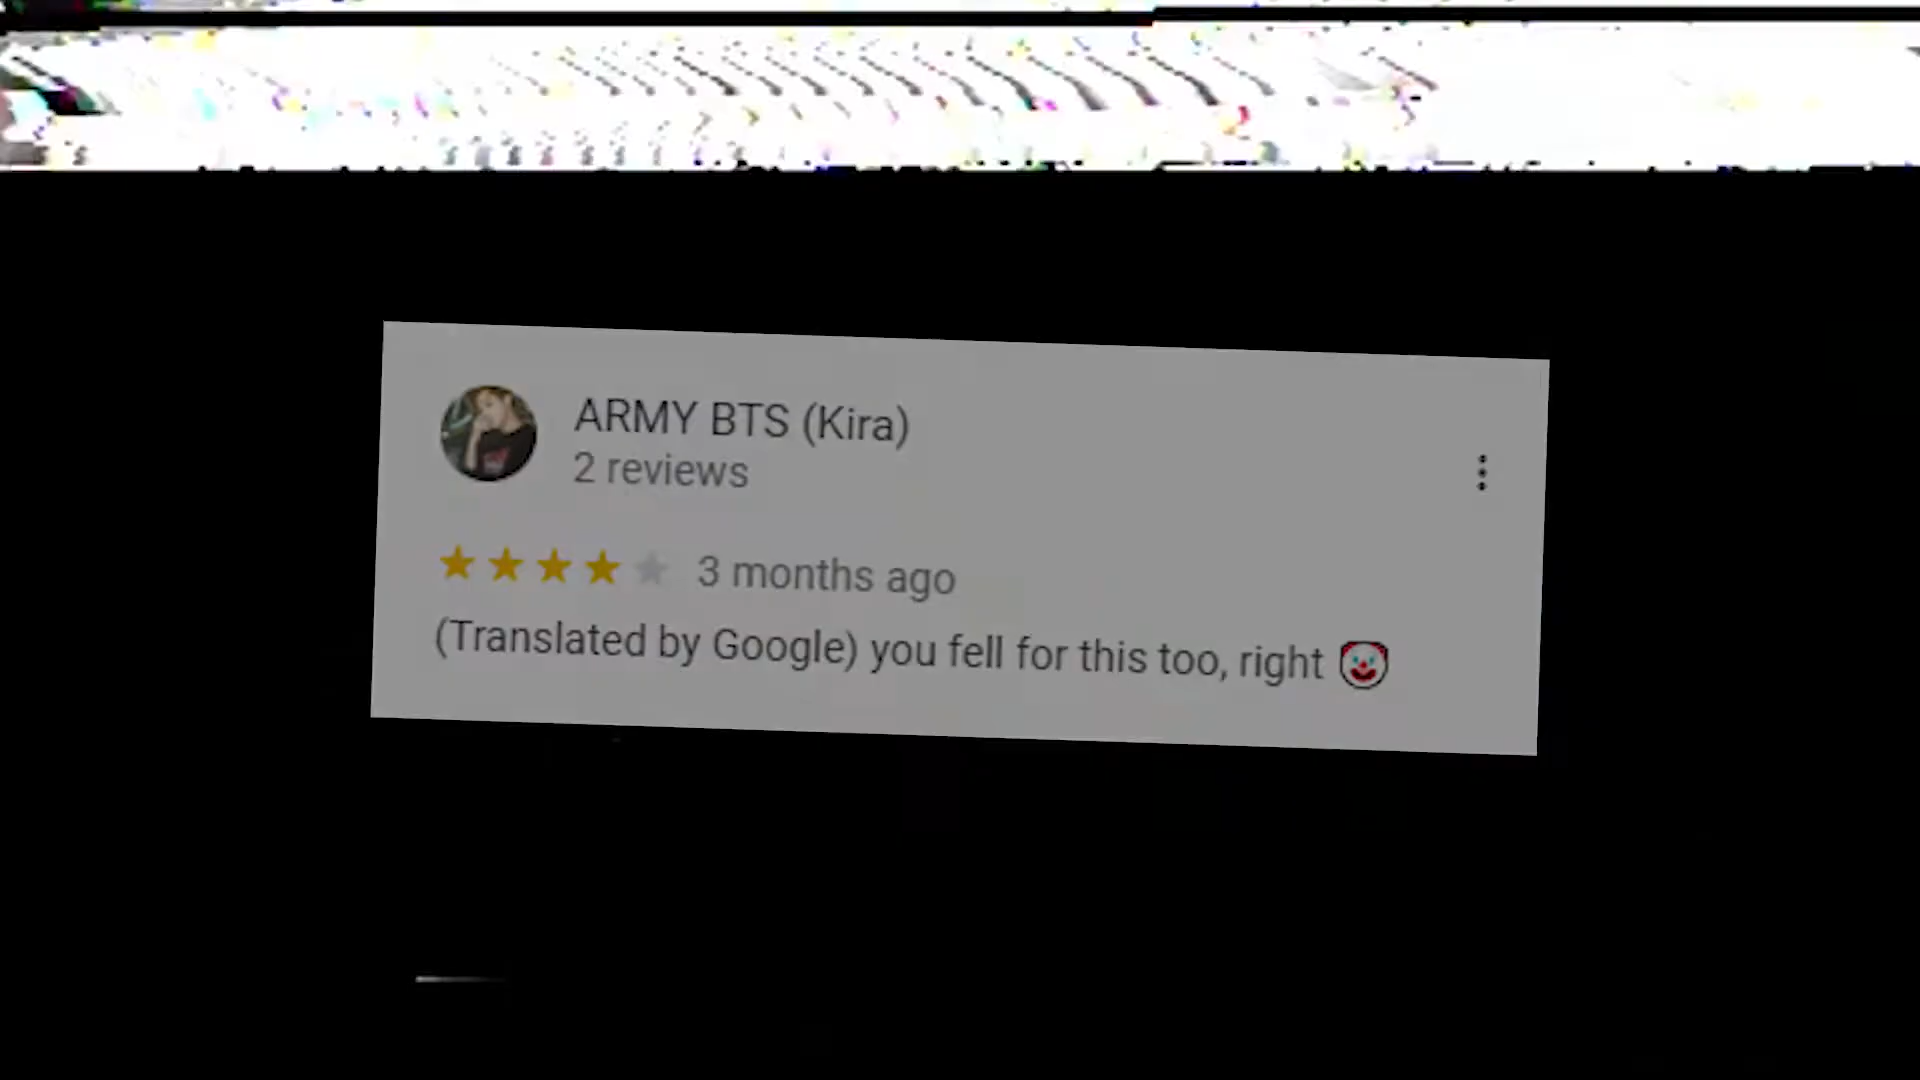 ARMY BTS (Kira)
2 reviews
3 months ago
(Translated by Google) you fell for this too, right 🤡